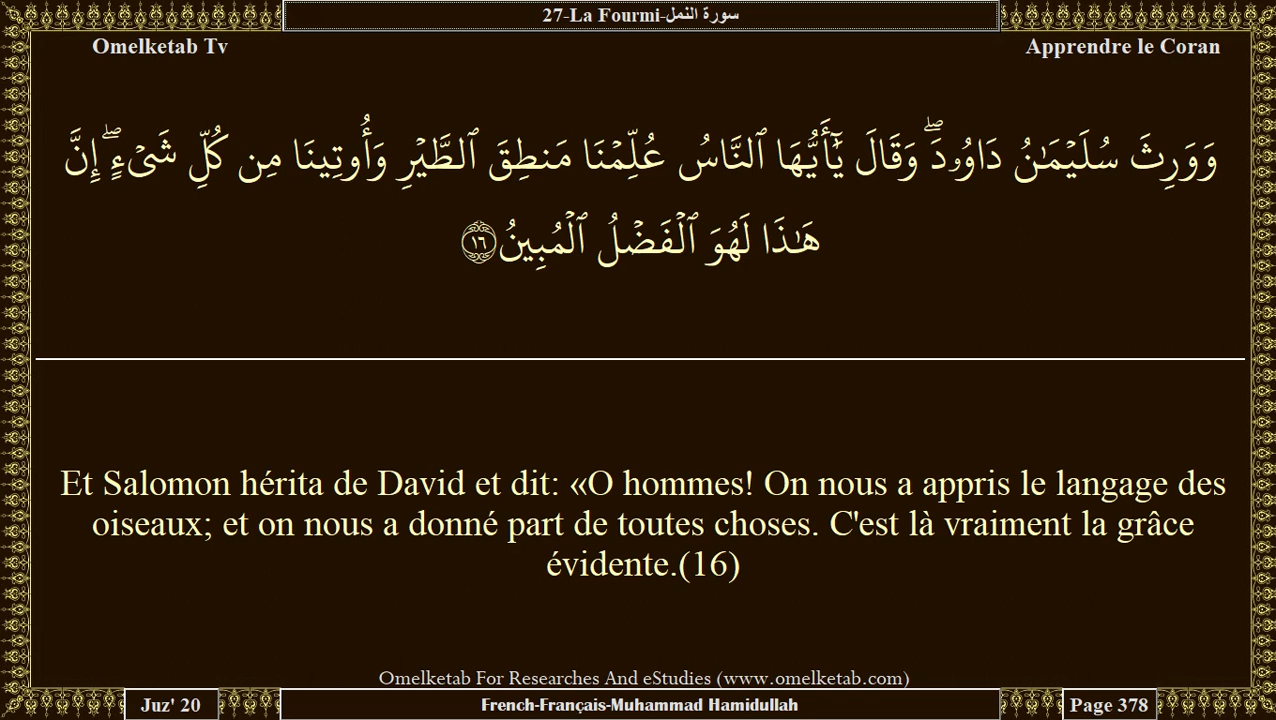 27-La Fourmi-سورة النمل
Omelketab Tv
Apprendre le Coran
وَوَرِثَ سُلَيۡمَـٰنُ دَاوُۥدَۖ وَقَالَ يَـٰٓأَيُّهَا ٱلنَّاسُ عُلِّمۡنَا مَنطِقَ ٱلطَّيۡرِ وَأُوتِينَا مِن كُلِّ شَىۡءٍۖ إِنَّ
هَـٰذَا لَهُوَ ٱلۡفَضۡلُ ٱلۡمُبِينُ ١٦
Et Salomon hérita de David et dit: «O hommes! On nous a appris le langage des
oiseaux; et on nous a donné part de toutes choses. C'est là vraiment la grâce
évidente.(16)
Omelketab For Researches And eStudies (www.omelketab.com)
Juz' 20
French-Français-Muhammad Hamidullah
Page 378